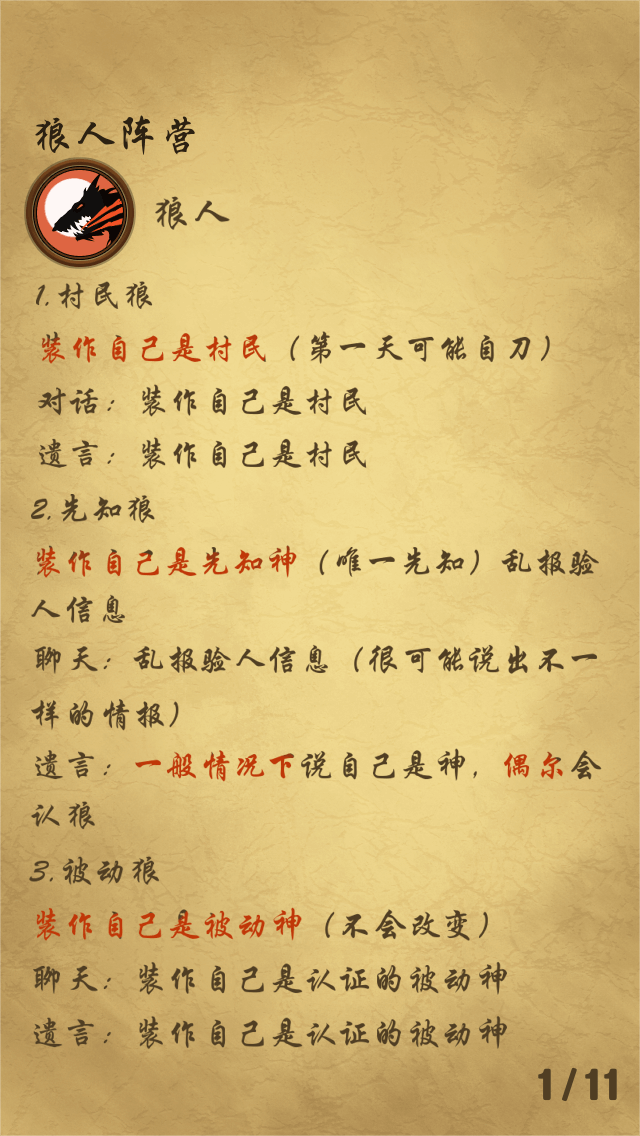 狼人阵营
狼人
1.村民狼
装作自己是村民（第一天可能自刀）
对话：装作自己是村民
遗言：装作自己是村民
2.先知狼
装作自己是先知神（唯一先知）乱报验
人信息
聊天：乱报验人信息（很可能说出不一
样的情报）
遗言：一般情况下说自己是神，偶尔会
认狼
3.被动狼
装作自己是被动神（不会改变）
聊天：装作自己是认证的被动神
遗言：装作自己是认证的被动神
1/11